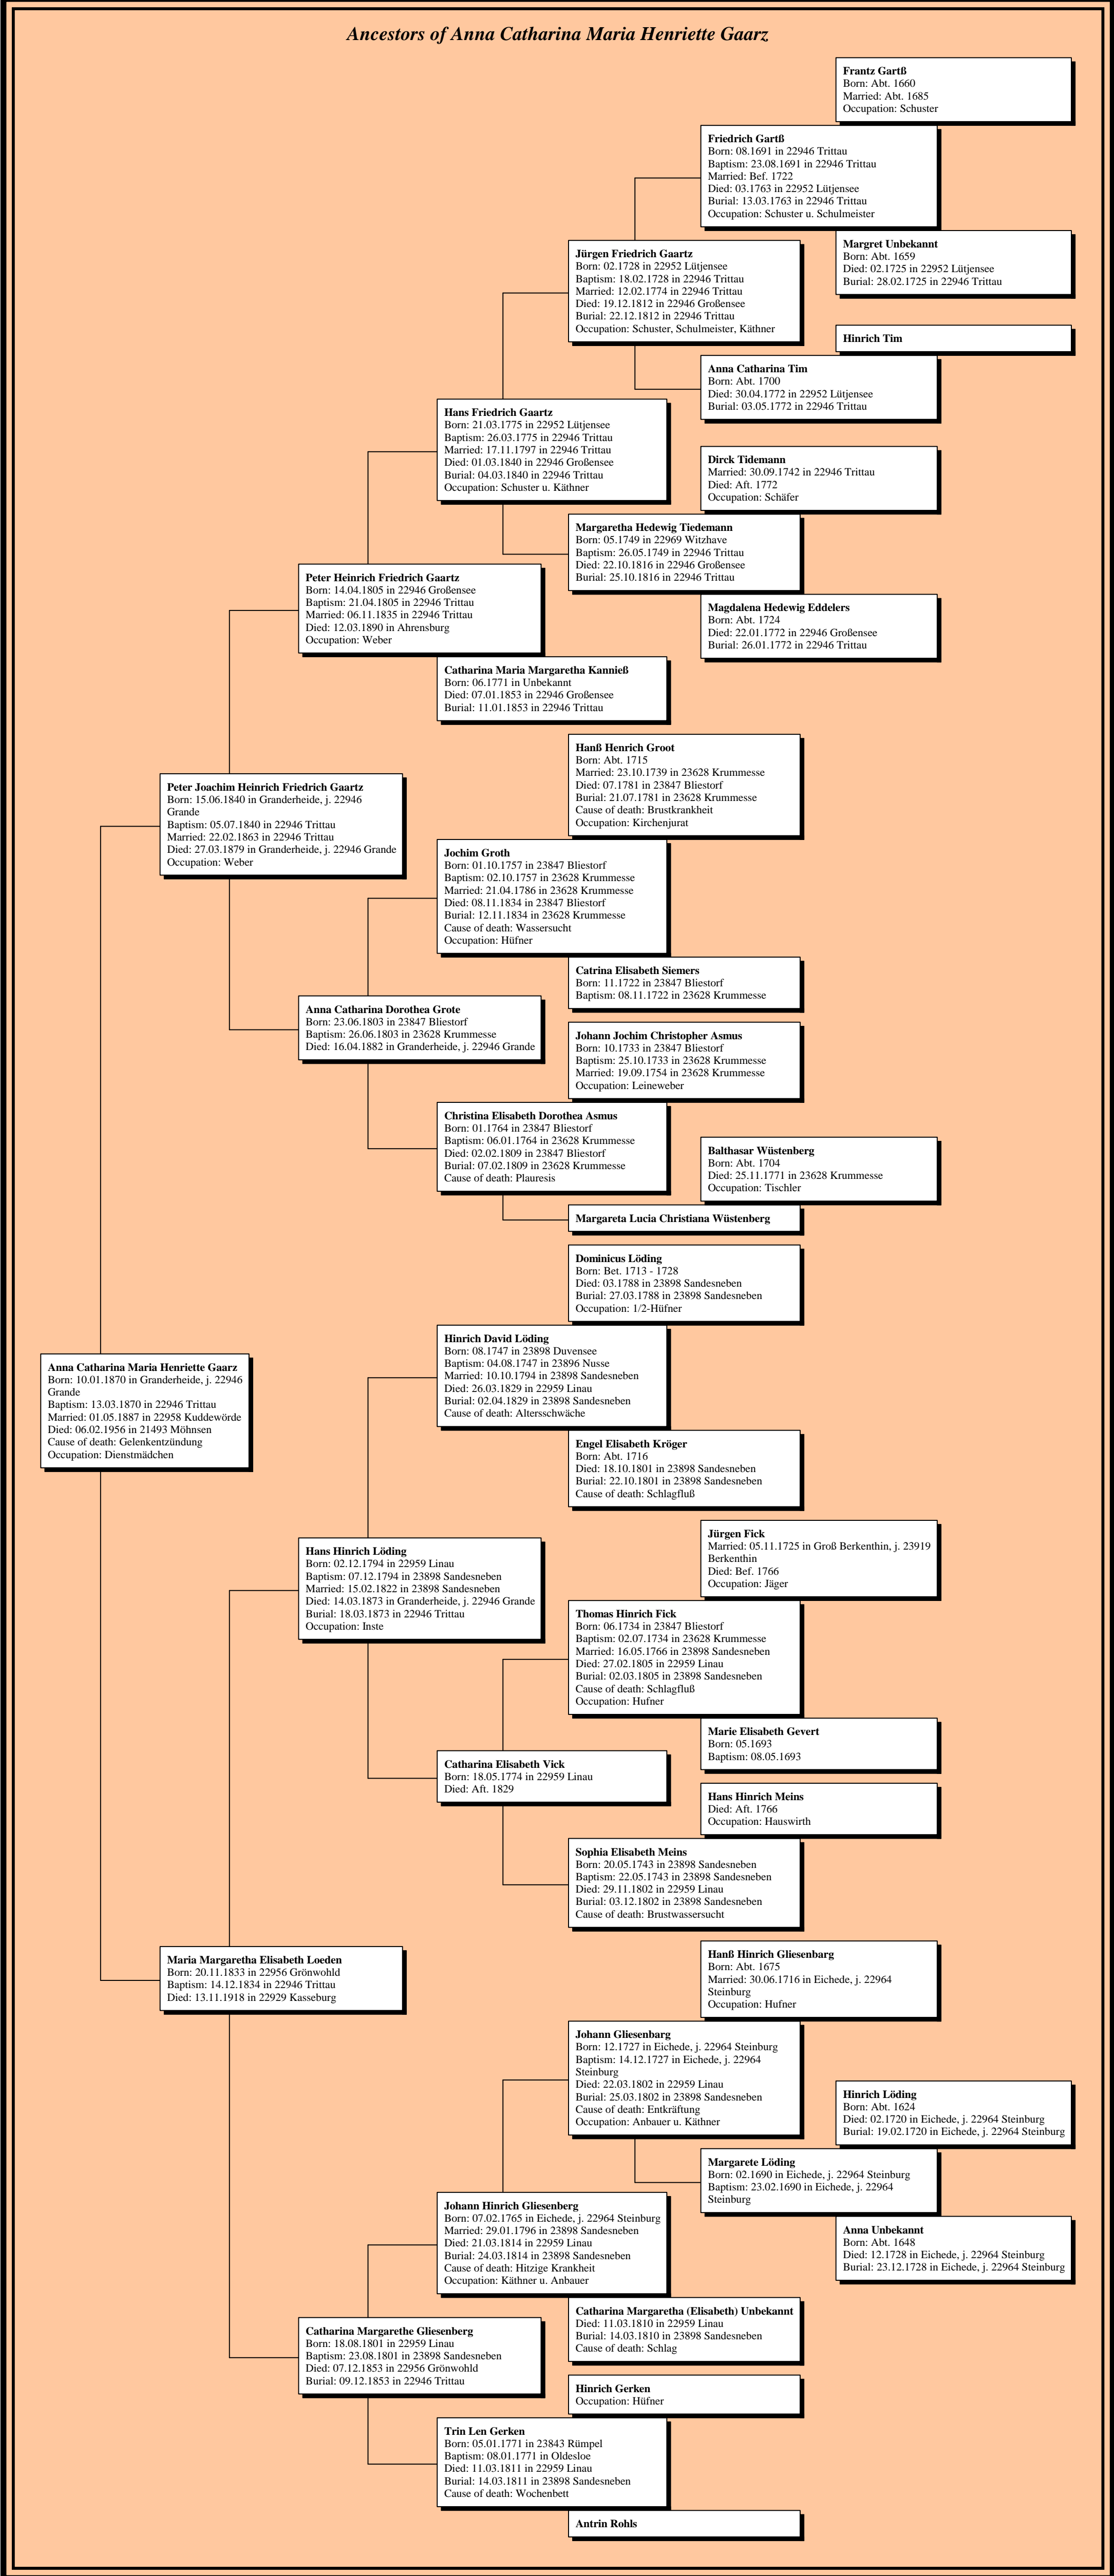 Ancestors of Anna Catharina Maria Henriette Gaarz
Frantz Gartß
Born: Abt. 1660
Married: Abt. 1685
Occupation: Schuster
Friedrich Gartß
Born: 08.1691 in 22946 Trittau
Baptism: 23.08.1691 in 22946 Trittau
Married: Bef. 1722
Died: 03.1763 in 22952 Lütjensee
Burial: 13.03.1763 in 22946 Trittau
Occupation: Schuster u. Schulmeister
Margret Unbekannt
Born: Abt. 1659
Died: 02.1725 in 22952 Lütjensee
Burial: 28.02.1725 in 22946 Trittau
Jürgen Friedrich Gaartz
Born: 02.1728 in 22952 Lütjensee
Baptism: 18.02.1728 in 22946 Trittau
Married: 12.02.1774 in 22946 Trittau
Died: 19.12.1812 in 22946 Großensee
Burial: 22.12.1812 in 22946 Trittau
Occupation: Schuster, Schulmeister, Käthner
Hinrich Tim
Anna Catharina Tim
Born: Abt. 1700
Died: 30.04.1772 in 22952 Lütjensee
Burial: 03.05.1772 in 22946 Trittau
Hans Friedrich Gaartz
Born: 21.03.1775 in 22952 Lütjensee
Baptism: 26.03.1775 in 22946 Trittau
Married: 17.11.1797 in 22946 Trittau
Died: 01.03.1840 in 22946 Großensee
Burial: 04.03.1840 in 22946 Trittau
Occupation: Schuster u. Käthner
Dirck Tidemann
Married: 30.09.1742 in 22946 Trittau
Died: Aft. 1772
Occupation: Schäfer
Margaretha Hedewig Tiedemann
Born: 05.1749 in 22969 Witzhave
Baptism: 26.05.1749 in 22946 Trittau
Died: 22.10.1816 in 22946 Großensee
Burial: 25.10.1816 in 22946 Trittau
Magdalena Hedewig Eddelers
Born: Abt. 1724
Died: 22.01.1772 in 22946 Großensee
Burial: 26.01.1772 in 22946 Trittau
Peter Heinrich Friedrich Gaartz
Born: 14.04.1805 in 22946 Großensee
Baptism: 21.04.1805 in 22946 Trittau
Married: 06.11.1835 in 22946 Trittau
Died: 12.03.1890 in Ahrensburg
Occupation: Weber
Catharina Maria Margaretha Kannieß
Born: 06.1771 in Unbekannt
Died: 07.01.1853 in 22946 Großensee
Burial: 11.01.1853 in 22946 Trittau
Peter Joachim Heinrich Friedrich Gaartz
Born: 15.06.1840 in Granderheide, j. 22946
Grande
Baptism: 05.07.1840 in 22946 Trittau
Married: 22.02.1863 in 22946 Trittau
Died: 27.03.1879 in Granderheide, j. 22946 Grande
Occupation: Weber
Hanß Henrich Groot
Born: Abt. 1715
Married: 23.10.1739 in 23628 Krummesse
Died: 07.1781 in 23847 Bliestorf
Burial: 21.07.1781 in 23628 Krummesse
Cause of death: Brustkrankheit
Occupation: Kirchenjurat
Jochim Groth
Born: 01.10.1757 in 23847 Bliestorf
Baptism: 02.10.1757 in 23628 Krummesse
Married: 21.04.1786 in 23628 Krummesse
Died: 08.11.1834 in 23847 Bliestorf
Burial: 12.11.1834 in 23628 Krummesse
Cause of death: Wassersucht
Occupation: Hüfner
Catrina Elisabeth Siemers
Born: 11.1722 in 23847 Bliestorf
Baptism: 08.11.1722 in 23628 Krummesse
Anna Catharina Dorothea Grote
Born: 23.06.1803 in 23847 Bliestorf
Baptism: 26.06.1803 in 23628 Krummesse
Died: 16.04.1882 in Granderheide, j. 22946 Grande
Johann Jochim Christopher Asmus
Born: 10.1733 in 23847 Bliestorf
Baptism: 25.10.1733 in 23628 Krummesse
Married: 19.09.1754 in 23628 Krummesse
Occupation: Leineweber
Christina Elisabeth Dorothea Asmus
Born: 01.1764 in 23847 Bliestorf
Baptism: 06.01.1764 in 23628 Krummesse
Died: 02.02.1809 in 23847 Bliestorf
Burial: 07.02.1809 in 23628 Krummesse
Cause of death: Plauresis
Balthasar Wüstenberg
Born: Abt. 1704
Died: 25.11.1771 in 23628 Krummesse
Occupation: Tischler
Margareta Lucia Christiana Wüstenberg
Dominicus Löding
Born: Bet. 1713 - 1728
Died: 03.1788 in 23898 Sandesneben
Burial: 27.03.1788 in 23898 Sandesneben
Occupation: 1/2-Hüfner
Hinrich David Löding
Born: 08.1747 in 23898 Duvensee
Baptism: 04.08.1747 in 23896 Nusse
Married: 10.10.1794 in 23898 Sandesneben
Died: 26.03.1829 in 22959 Linau
Burial: 02.04.1829 in 23898 Sandesneben
Cause of death: Altersschwäche
Anna Catharina Maria Henriette Gaarz
Born: 10.01.1870 in Granderheide, j. 22946
Grande
Baptism: 13.03.1870 in 22946 Trittau
Married: 01.05.1887 in 22958 Kuddewörde
Died: 06.02.1956 in 21493 Möhnsen
Cause of death: Gelenkentzündung
Occupation: Dienstmädchen
Engel Elisabeth Kröger
Born: Abt. 1716
Died: 18.10.1801 in 23898 Sandesneben
Burial: 22.10.1801 in 23898 Sandesneben
Cause of death: Schlagfluß
Jürgen Fick
Married: 05.11.1725 in Groß Berkenthin, j. 23919
Berkenthin
Died: Bef. 1766
Occupation: Jäger
Hans Hinrich Löding
Born: 02.12.1794 in 22959 Linau
Baptism: 07.12.1794 in 23898 Sandesneben
Married: 15.02.1822 in 23898 Sandesneben
Died: 14.03.1873 in Granderheide, j. 22946 Grande
Burial: 18.03.1873 in 22946 Trittau
Occupation: Inste
Thomas Hinrich Fick
Born: 06.1734 in 23847 Bliestorf
Baptism: 02.07.1734 in 23628 Krummesse
Married: 16.05.1766 in 23898 Sandesneben
Died: 27.02.1805 in 22959 Linau
Burial: 02.03.1805 in 23898 Sandesneben
Cause of death: Schlagfluß
Occupation: Hufner
Marie Elisabeth Gevert
Born: 05.1693
Baptism: 08.05.1693
Catharina Elisabeth Vick
Born: 18.05.1774 in 22959 Linau
Died: Aft. 1829
Hans Hinrich Meins
Died: Aft. 1766
Occupation: Hauswirth
Sophia Elisabeth Meins
Born: 20.05.1743 in 23898 Sandesneben
Baptism: 22.05.1743 in 23898 Sandesneben
Died: 29.11.1802 in 22959 Linau
Burial: 03.12.1802 in 23898 Sandesneben
Cause of death: Brustwassersucht
Maria Margaretha Elisabeth Loeden
Born: 20.11.1833 in 22956 Grönwohld
Baptism: 14.12.1834 in 22946 Trittau
Died: 13.11.1918 in 22929 Kasseburg
Hanß Hinrich Gliesenbarg
Born: Abt. 1675
Married: 30.06.1716 in Eichede, j. 22964
Steinburg
Occupation: Hufner
Johann Gliesenbarg
Born: 12.1727 in Eichede, j. 22964 Steinburg
Baptism: 14.12.1727 in Eichede, j. 22964
Steinburg
Died: 22.03.1802 in 22959 Linau
Burial: 25.03.1802 in 23898 Sandesneben
Cause of death: Entkräftung
Occupation: Anbauer u. Käthner
Hinrich Löding
Born: Abt. 1624
Died: 02.1720 in Eichede, j. 22964 Steinburg
Burial: 19.02.1720 in Eichede, j. 22964 Steinburg
Margarete Löding
Born: 02.1690 in Eichede, j. 22964 Steinburg
Baptism: 23.02.1690 in Eichede, j. 22964
Steinburg
Anna Unbekannt
Born: Abt. 1648
Died: 12.1728 in Eichede, j. 22964 Steinburg
Burial: 23.12.1728 in Eichede, j. 22964 Steinburg
Johann Hinrich Gliesenberg
Born: 07.02.1765 in Eichede, j. 22964 Steinburg
Married: 29.01.1796 in 23898 Sandesneben
Died: 21.03.1814 in 22959 Linau
Burial: 24.03.1814 in 23898 Sandesneben
Cause of death: Hitzige Krankheit
Occupation: Käthner u. Anbauer
Catharina Margaretha (Elisabeth) Unbekannt
Died: 11.03.1810 in 22959 Linau
Burial: 14.03.1810 in 23898 Sandesneben
Cause of death: Schlag
Catharina Margarethe Gliesenberg
Born: 18.08.1801 in 22959 Linau
Baptism: 23.08.1801 in 23898 Sandesneben
Died: 07.12.1853 in 22956 Grönwohld
Burial: 09.12.1853 in 22946 Trittau
Hinrich Gerken
Occupation: Hüfner
Trin Len Gerken
Born: 05.01.1771 in 23843 Rümpel
Baptism: 08.01.1771 in Oldesloe
Died: 11.03.1811 in 22959 Linau
Burial: 14.03.1811 in 23898 Sandesneben
Cause of death: Wochenbett
Antrin Rohls